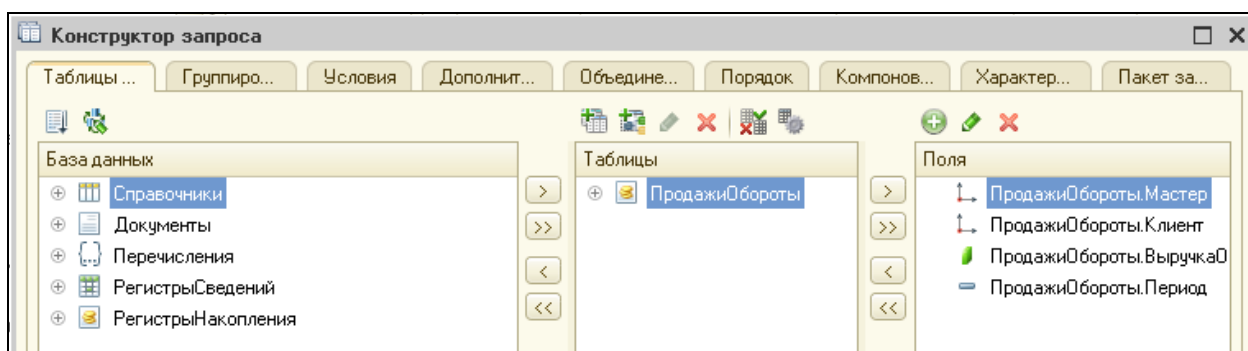 Конструктор запроса
Таблицы ... Группиро... Условия Дополнит... Объедине... Порядок Компонов... Характер... Пакет за...
База данных Таблицы Поля
Справочники ПродажиОбороты ПродажиОбороты.Мастер
Документы ПродажиОбороты.Клиент
Перечисления ПродажиОбороты.ВыручкаО
РегистрыСведений ПродажиОбороты.Период
РегистрыНакопления